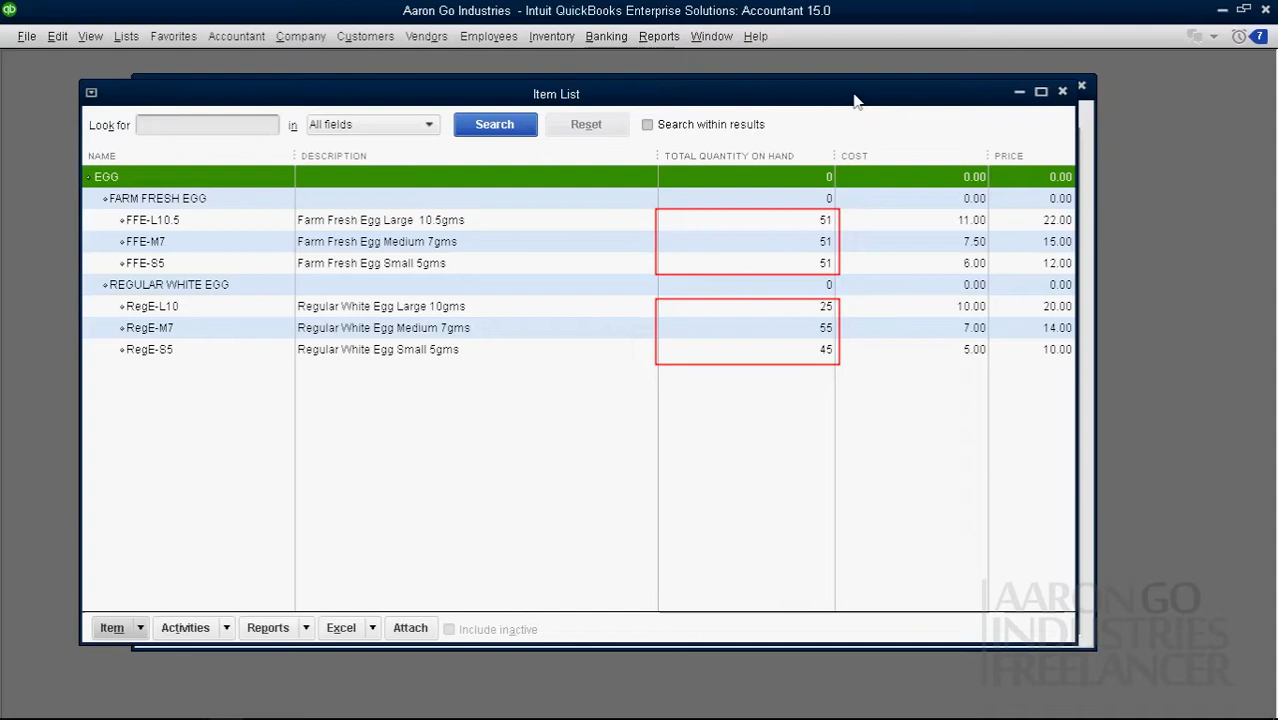 qb Aaron Go Industries - Intuit QuickBooks Enterprise Solutions: Accountant 15.0
File Edit View Lists Favorites Accountant Company Customers Vendors Employees Inventory Banking Reports Window Help 7
Item List
Look for in All fields Search Reset Search within results
NAME DESCRIPTION TOTAL QUANTITY ON HAND COST PRICE
EGG 0 0.00 0.00
FARM FRESH EGG 0 0.00 0.00
FFE-L10.5 Farm Fresh Egg Large 10.5gms 51 11.00 22.00
FFE-M7 Farm Fresh Egg Medium 7gms 51 7.50 15.00
FFE-S5 Farm Fresh Egg Small 5gms 51 6.00 12.00
REGULAR WHITE EGG 0 0.00 0.00
RegE-L10 Regular White Egg Large 10gms 25 10.00 20.00
RegE-M7 Regular White Egg Medium 7gms 55 7.00 14.00
RegE-S5 Regular White Egg Small 5gms 45 5.00 10.00
Item Activities Reports Excel Attach Include inactive
AARON GO
INDUSTRIES
FREELANCER